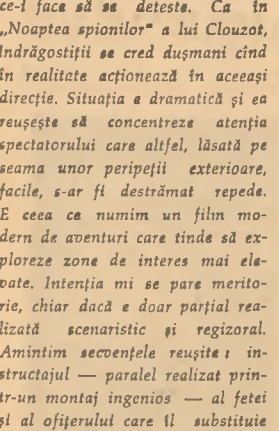 ce-i face să se deteste. Ca în
„Noaptea spionilor" a lui Clouzot,
îndrăgostiții se cred dușmani cînd
în realitate acționează în aceeași
direcție. Situația e dramatică și ea
reușește să concentreze atenția
spectatorului care altfel, lăsată pe
seama unor peripeții exterioare,
facile, s-ar fi destrămat repede.
E ceea ce numim un film mo-
dern de aventuri care tinde să ex-
ploreze zone de interes mai ele-
vate. Intenția mi se pare merito-
rie, chiar dacă e doar parțial rea-
lizată scenaristic și regizoral.
Amintim secvențele reușite: in-
structajul — paralel realizat prin-
tr-un montaj ingenios — al fetei
și al ofițerului care îl substituie